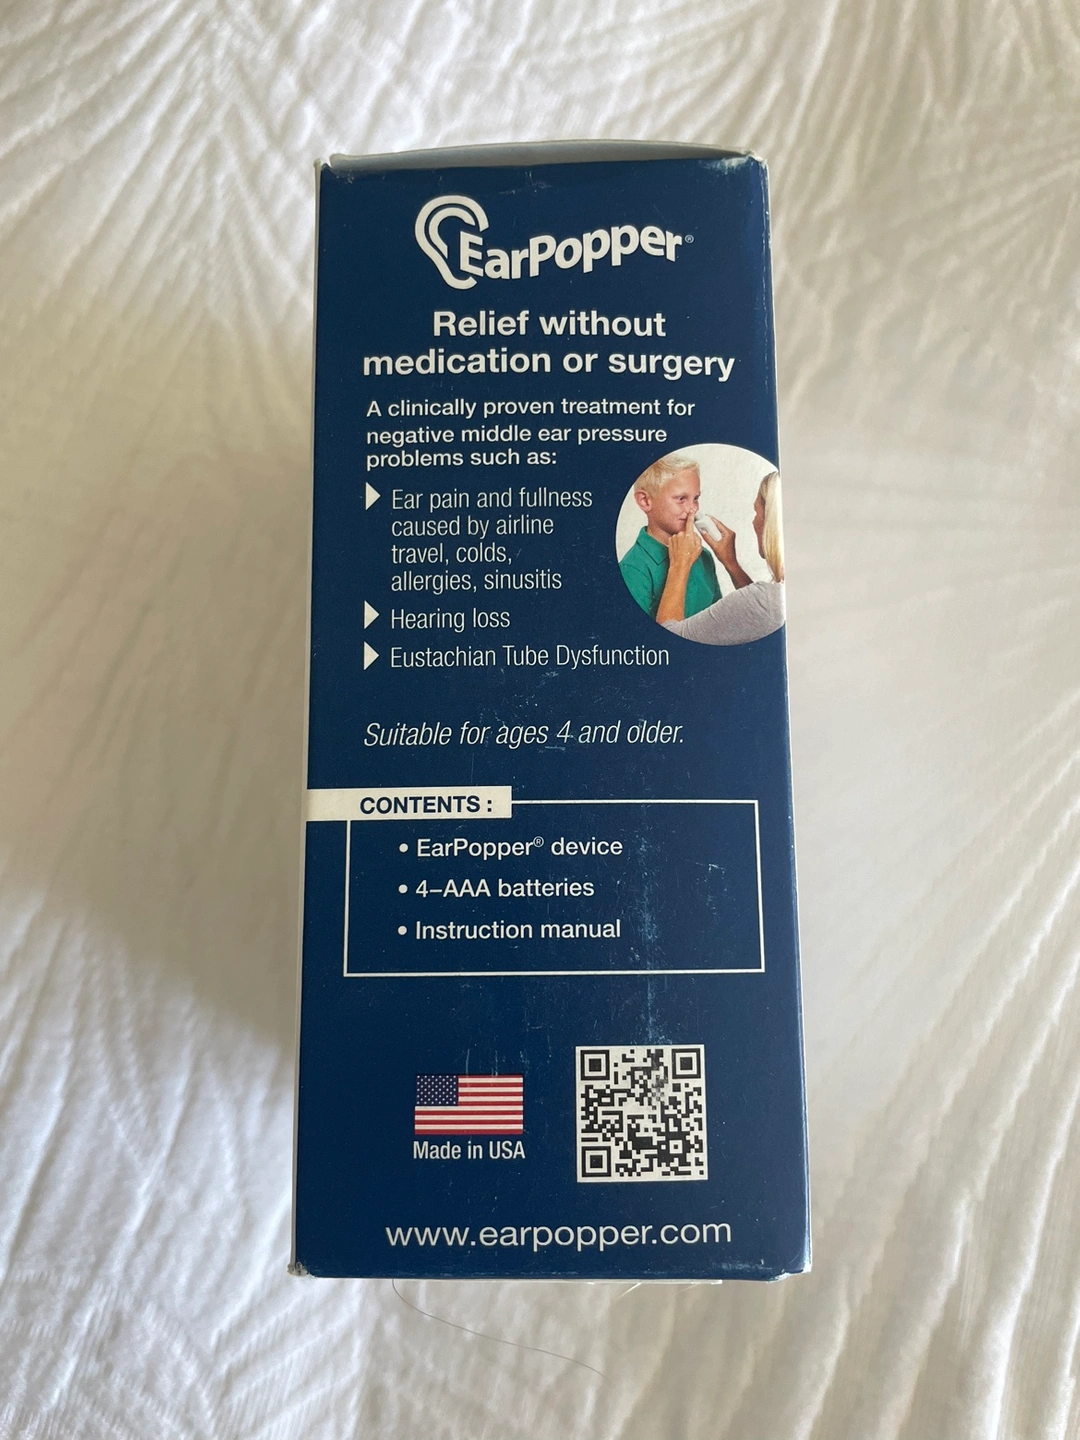 EarPopper®
Relief without
medication or surgery
A clinically proven treatment for
negative middle ear pressure
problems such as:
Ear pain and fullness
caused by airline
travel, colds,
allergies, sinusitis
Hearing loss
Eustachian Tube Dysfunction
Suitable for ages 4 and older.
CONTENTS :
• EarPopper® device
• 4–AAA batteries
• Instruction manual
Made in USA
www.earpopper.com